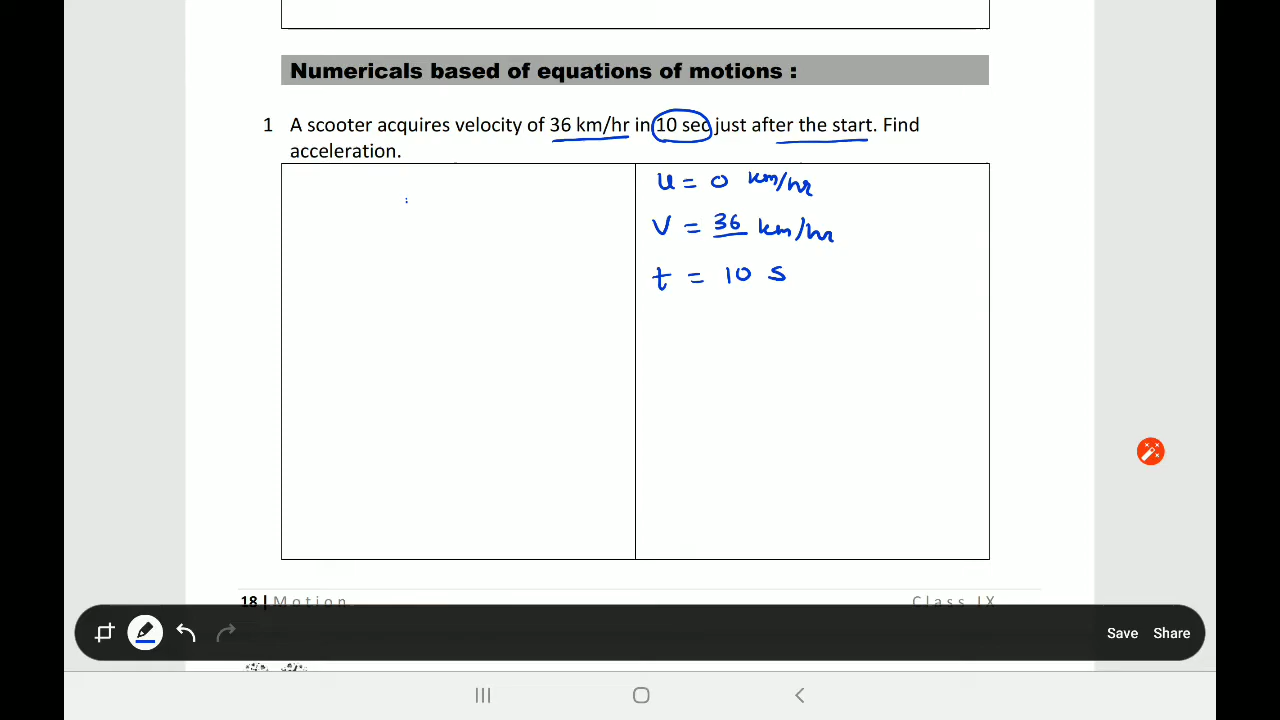 Numericals based of equations of motions :
1 A scooter acquires velocity of 36 km/hr in 10 sec just after the start. Find
acceleration.
u = 0 km/hr
v = 36 km/hr
t = 10 s
18 | Motion
Class IX
Save Share